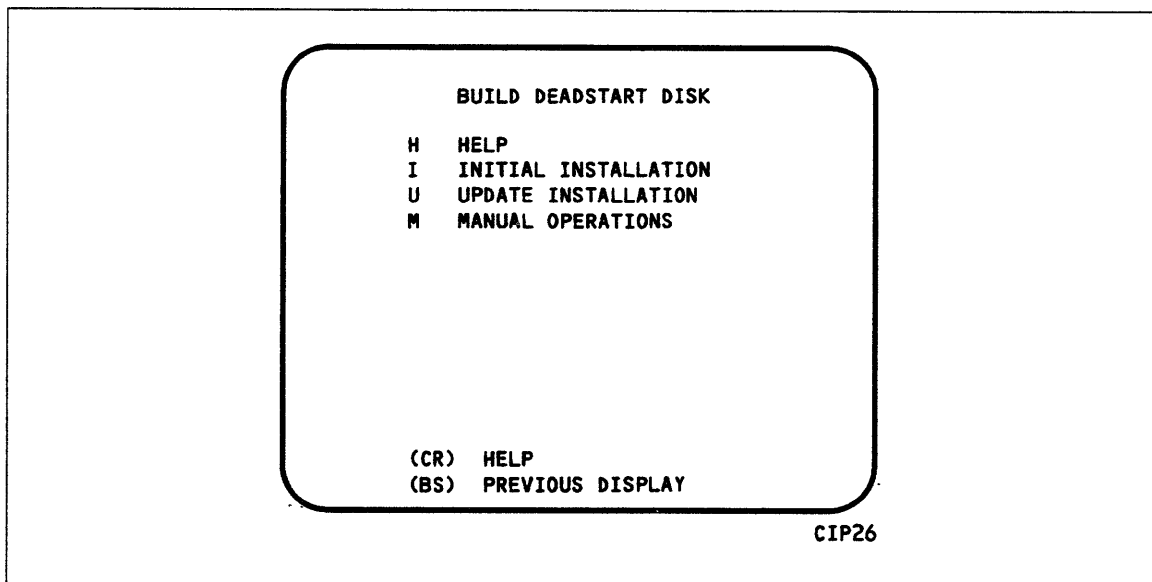 BUILD DEADSTART DISK
H HELP
I INITIAL INSTALLATION
U UPDATE INSTALLATION
M MANUAL OPERATIONS
(CR) HELP
(BS) PREVIOUS DISPLAY
CIP26